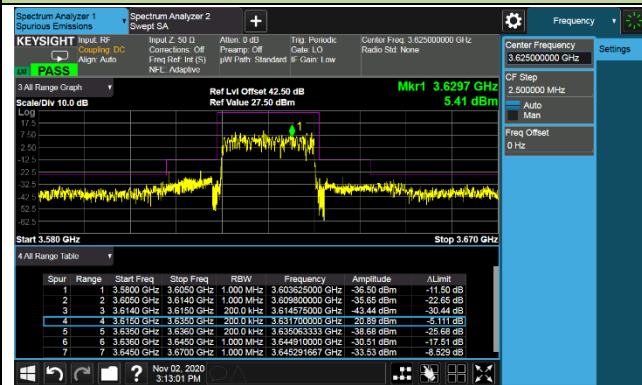 Spectrum Analyzer 1
Spurious Emissions
Spectrum Analyzer 2
Swept SA
Frequency
KEYSIGHT
Input: RF
Coupling: DC
Align: Auto
Input Z: 50 Ω
Corrections: Off
Freq Ref: Int (S)
NFE: Adaptive
Atten: 0 dB
Preamp: Off
µW Path: Standard
Trig: Periodic
Gate: LO
IF Gain: Low
Center Freq: 3.625000000 GHz
Radio Std: None
PASS
Center Frequency
3.625000000 GHz
Settings
CF Step
2.500000 MHz
Auto
Man
Freq Offset
0 Hz
3 All Range Graph
Scale/Div 10.0 dB
Ref Lvl Offset 42.50 dB
Ref Value 27.50 dBm
Mkr1 3.6297 GHz
5.41 dBm
Log
17.5
7.50
-2.50
-12.5
-22.5
-32.5
-42.5
-52.5
-62.5
1
Start 3.580 GHz
Stop 3.670 GHz
4 All Range Table
Spur Range Start Freq Stop Freq RBW Frequency Amplitude ΔLimit
1 1 3.5800 GHz 3.6050 GHz 1.000 MHz 3.603625000 GHz -36.50 dBm -11.50 dB
2 2 3.6050 GHz 3.6140 GHz 1.000 MHz 3.609800000 GHz -35.65 dBm -22.65 dB
3 3 3.6140 GHz 3.6150 GHz 200.0 kHz 3.614575000 GHz -43.44 dBm -30.44 dB
4 4 3.6150 GHz 3.6350 GHz 200.0 kHz 3.631700000 GHz 20.89 dBm -5.111 dB
5 5 3.6350 GHz 3.6360 GHz 200.0 kHz 3.635063333 GHz -38.68 dBm -25.68 dB
6 6 3.6360 GHz 3.6450 GHz 1.000 MHz 3.644910000 GHz -30.51 dBm -17.51 dB
7 7 3.6450 GHz 3.6700 GHz 1.000 MHz 3.645291667 GHz -33.53 dBm -8.529 dB
Nov 02, 2020
3:13:01 PM